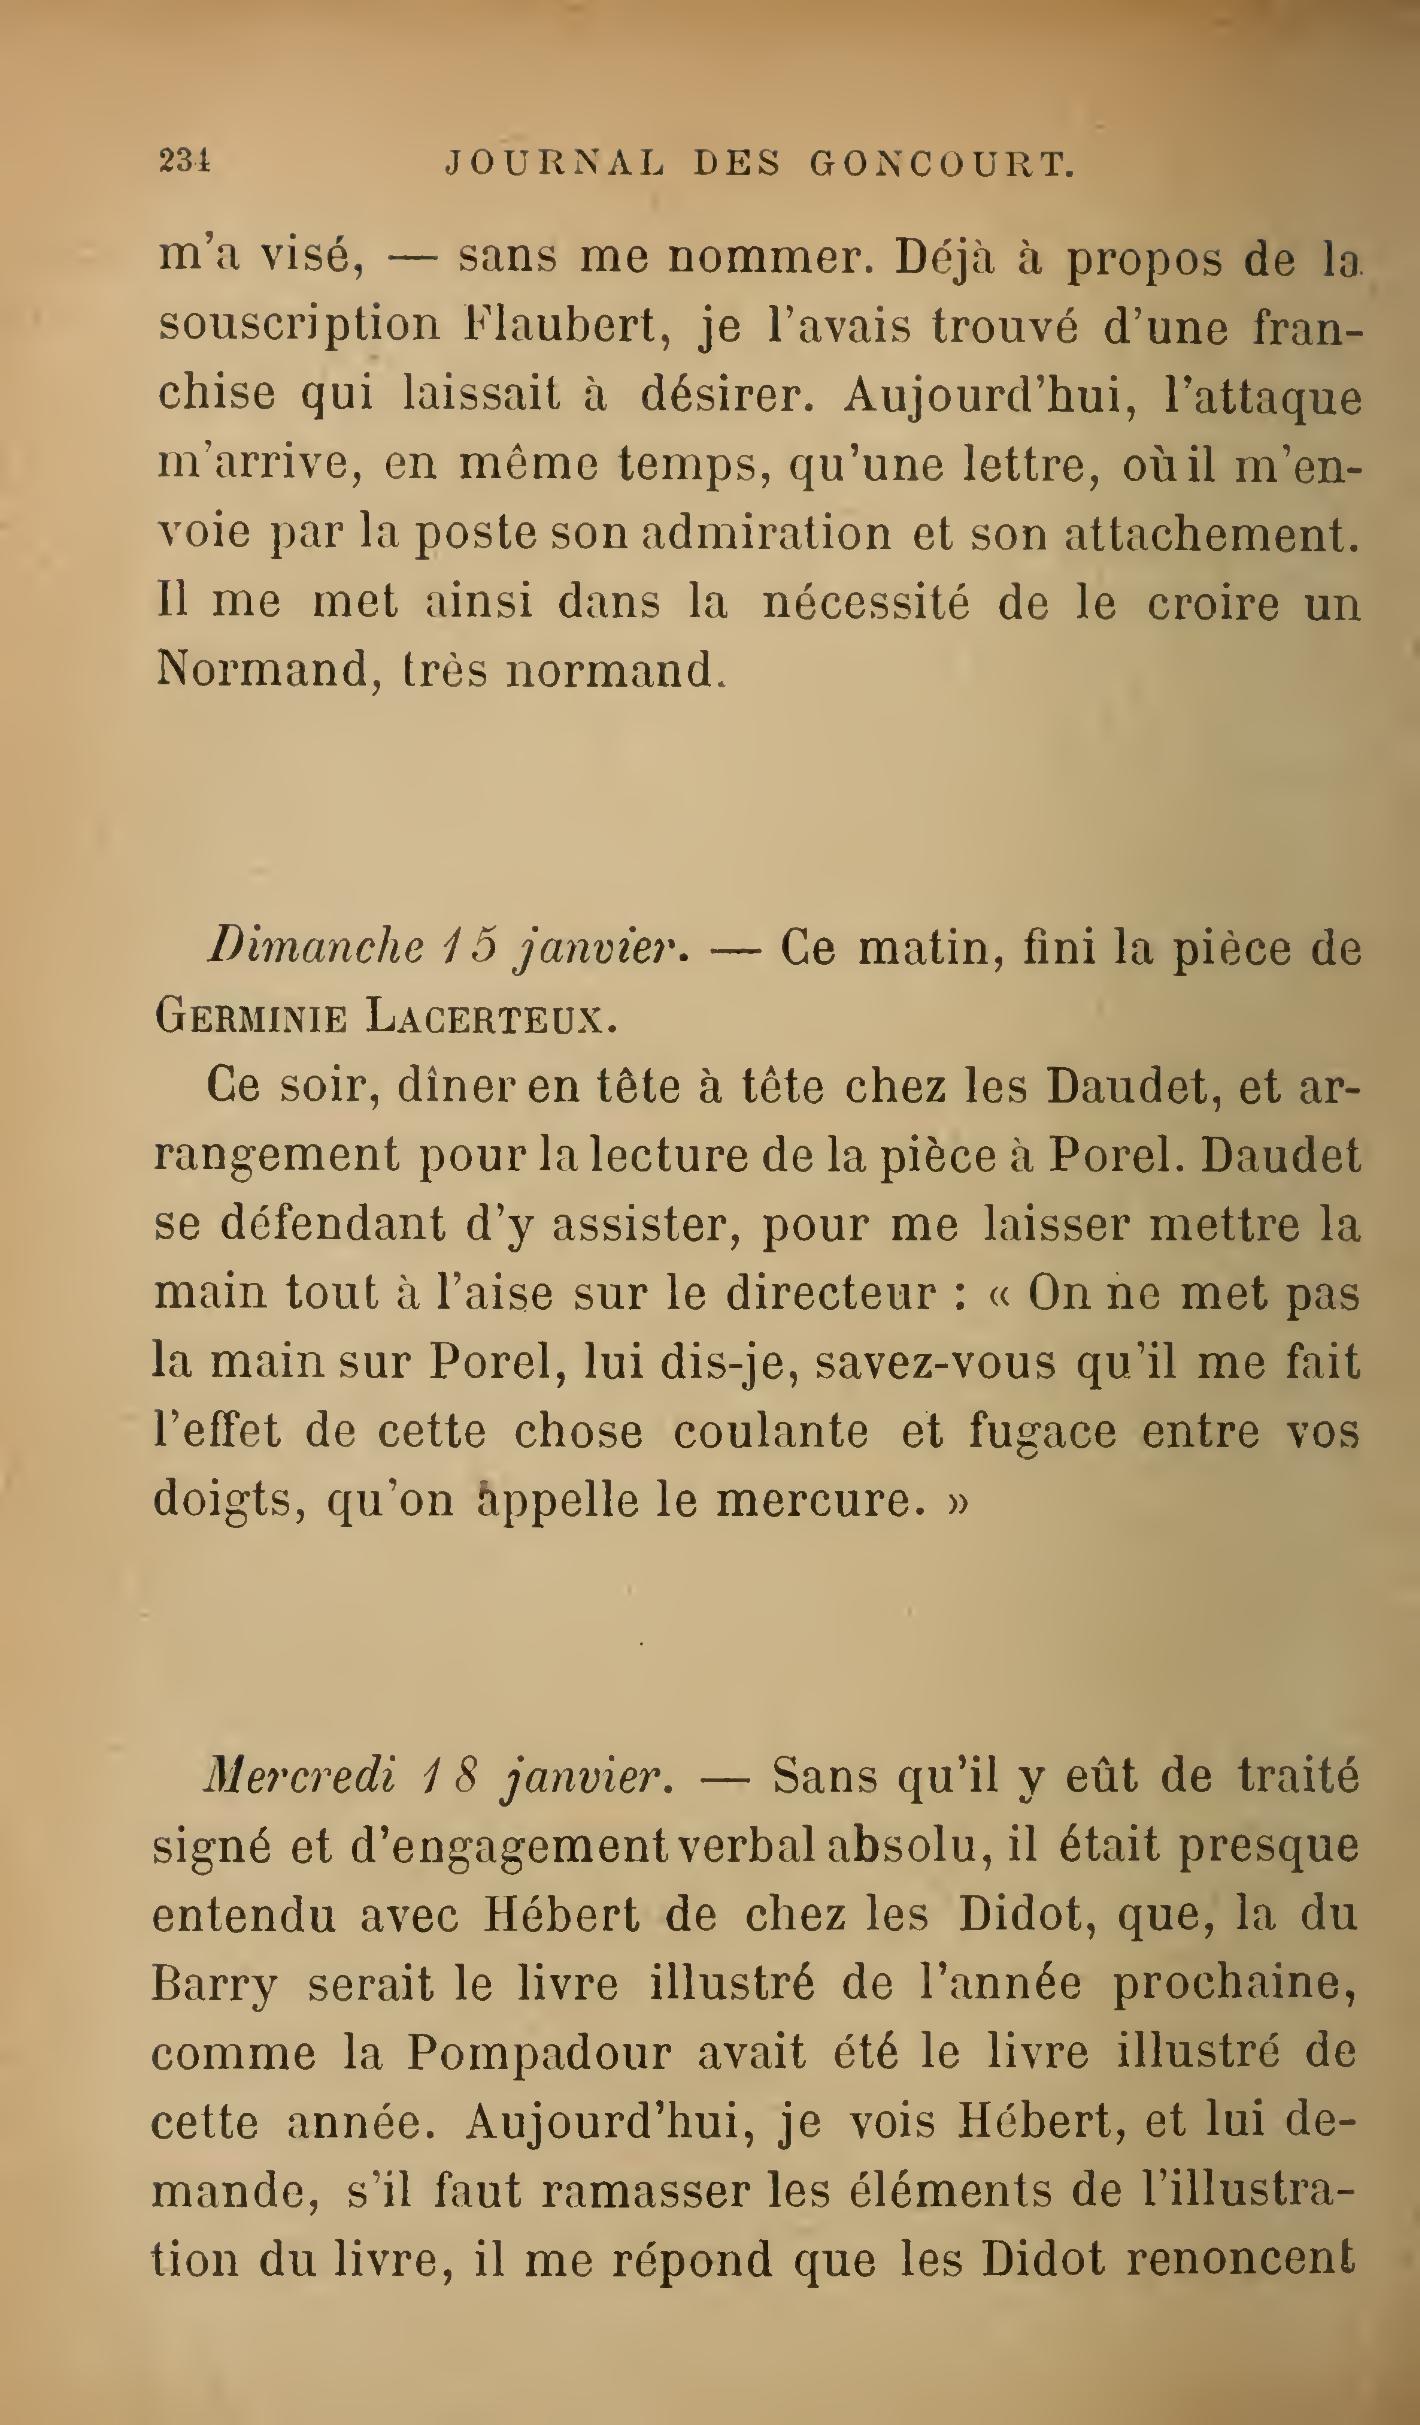 234 JOURNAL DES GONCOURT.
m'a visé, — sans me nommer. Déjà à propos de la
souscription Flaubert, je l'avais trouvé d'une fran-
chise qui laissait à désirer. Aujourd'hui, l'attaque
m'arrive, en même temps, qu'une lettre, où il m'en-
voie par la poste son admiration et son attachement.
Il me met ainsi dans la nécessité de le croire un
Normand, très normand.
Dimanche 15 janvier. — Ce matin, fini la pièce de
GERMINIE LACERTEUX.
Ce soir, dîner en tête à tête chez les Daudet, et ar-
rangement pour la lecture de la pièce à Porel. Daudet
se défendant d'y assister, pour me laisser mettre la
main tout à l'aise sur le directeur : « On ne met pas
la main sur Porel, lui dis-je, savez-vous qu'il me fait
l'effet de cette chose coulante et fugace entre vos
doigts, qu'on appelle le mercure. »
Mercredi 18 janvier. — Sans qu'il y eût de traité
signé et d'engagement verbal absolu, il était presque
entendu avec Hébert de chez les Didot, que, la du
Barry serait le livre illustré de l'année prochaine,
comme la Pompadour avait été le livre illustré de
cette année. Aujourd'hui, je vois Hébert, et lui de-
mande, s'il faut ramasser les éléments de l'illustra-
tion du livre, il me répond que les Didot renoncent